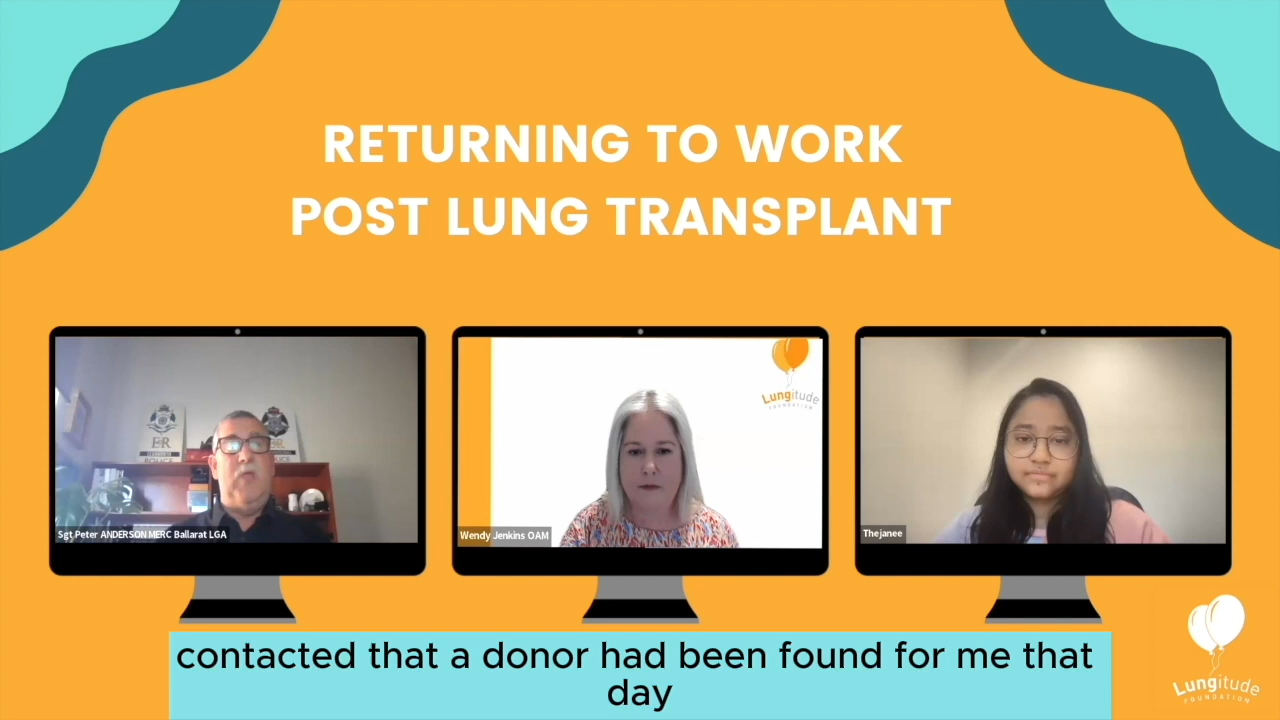 RETURNING TO WORK
POST LUNG TRANSPLANT
Lungitude
FOUNDATION
Sgt Peter ANDERSON MERC Ballarat LGA
Wendy Jenkins OAM
Thejanee
contacted that a donor had been found for me that
day
Lungitude
FOUNDATION